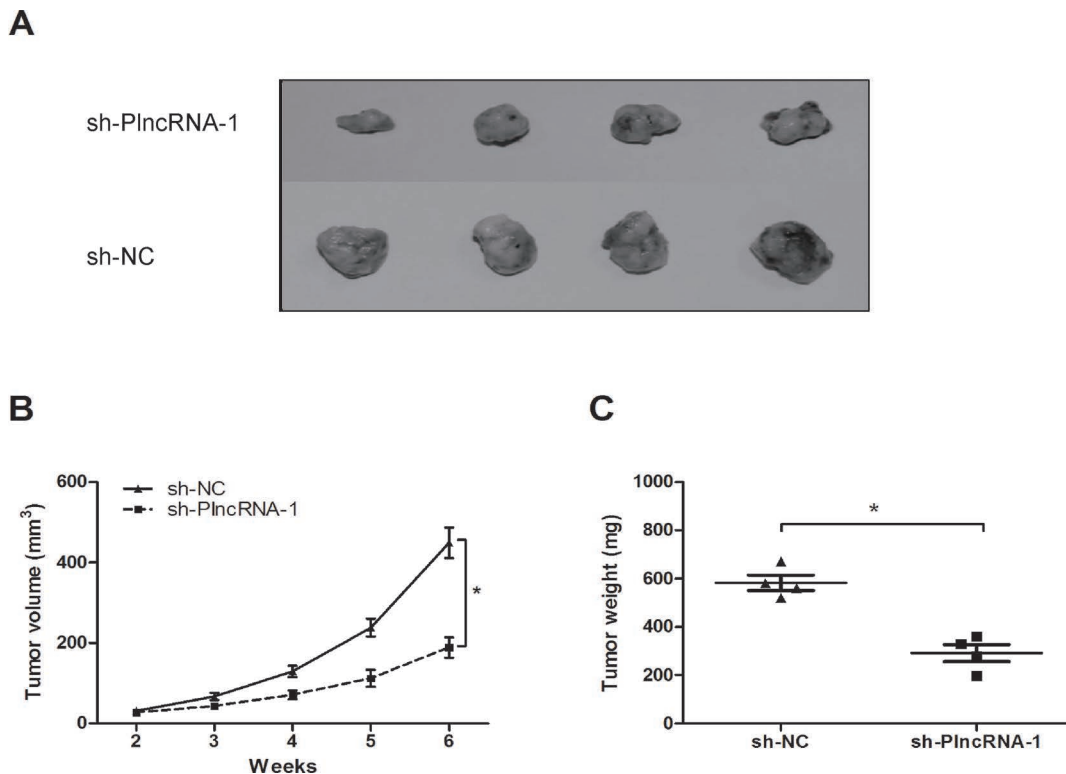 A
sh-PlncRNA-1
sh-NC
B
600
400
200
0
Tumor volume (mm3)
sh-NC
sh-PlncRNA-1
*
2 3 4 5 6
Weeks
C
1000
800
600
400
200
0
Tumor weight (mg)
*
sh-NC sh-PlncRNA-1